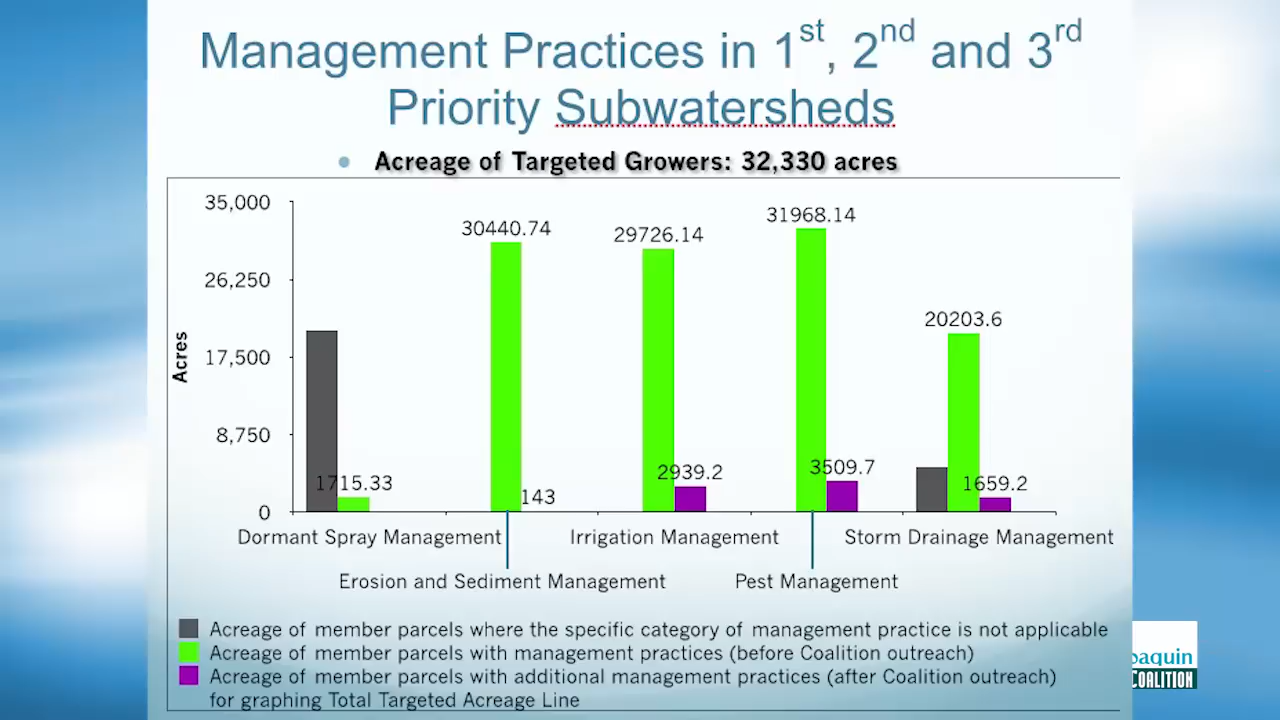 Management Practices in 1st, 2nd and 3rd
Priority Subwatersheds
• Acreage of Targeted Growers: 32,330 acres
35,000
26,250
17,500
8,750
0
Acres
1715.33
30440.74
143
29726.14
2939.2
31968.14
3509.7
20203.6
1659.2
Dormant Spray Management
Erosion and Sediment Management
Irrigation Management
Pest Management
Storm Drainage Management
Acreage of member parcels where the specific category of management practice is not applicable
Acreage of member parcels with management practices (before Coalition outreach)
Acreage of member parcels with additional management practices (after Coalition outreach)
for graphing Total Targeted Acreage Line
oaquin
COALITION